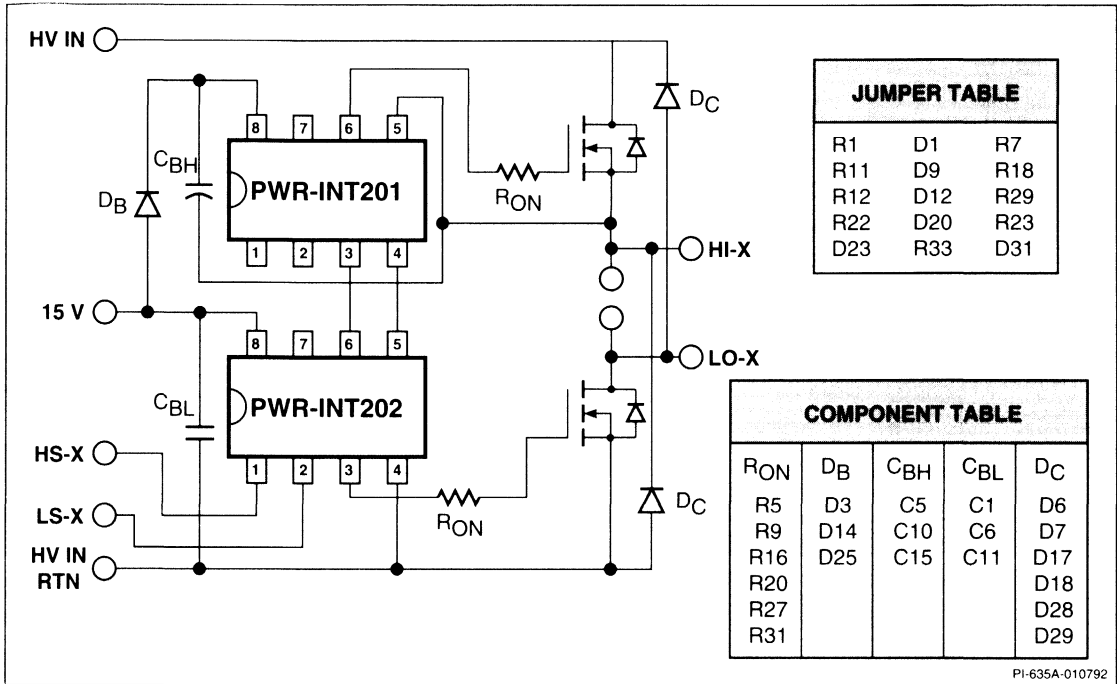 HV IN
8 7 6 5
PWR-INT201
1 2 3 4
CBH
DB
RON
DC
HI-X
LO-X
15 V
8 7 6 5
PWR-INT202
1 2 3 4
CBL
HS-X
LS-X
HV IN
RTN
RON
DC
JUMPER TABLE
R1 D1 R7
R11 D9 R18
R12 D12 R29
R22 D20 R23
D23 R33 D31
COMPONENT TABLE
RON DB CBH CBL DC
R5 D3 C5 C1 D6
R9 D14 C10 C6 D7
R16 D25 C15 C11 D17
R20 D18
R27 D28
R31 D29
PI-635A-010792